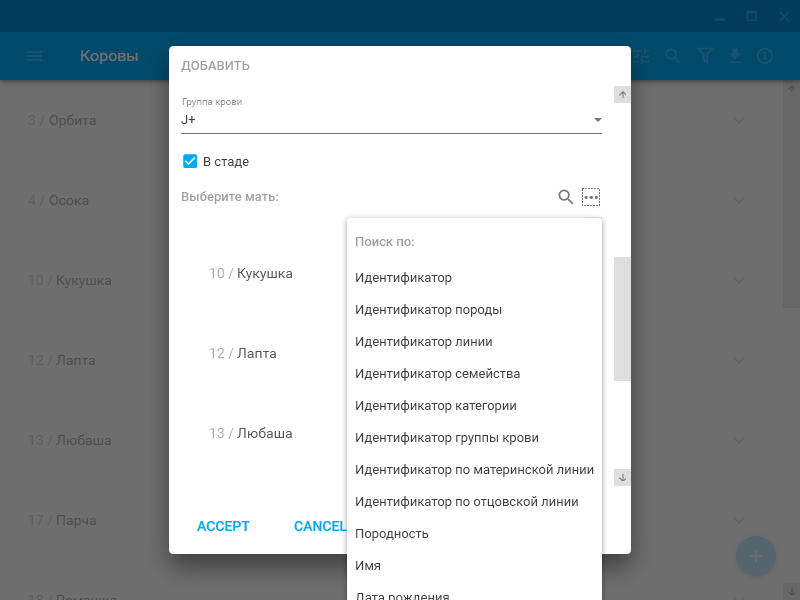 Коровы
ДОБАВИТЬ
Группа крови
J+
В стаде
Выберите мать:
Поиск по:
Идентификатор
Идентификатор породы
Идентификатор линии
Идентификатор семейства
Идентификатор категории
Идентификатор группы крови
Идентификатор по материнской линии
Идентификатор по отцовской линии
Породность
Имя
Дата рождения
10 / Кукушка
12 / Лапта
13 / Любаша
ACCEPT
CANCEL
3 / Орбита
4 / Осока
10 / Кукушка
12 / Лапта
13 / Любаша
17 / Парча
18 / Ромашка